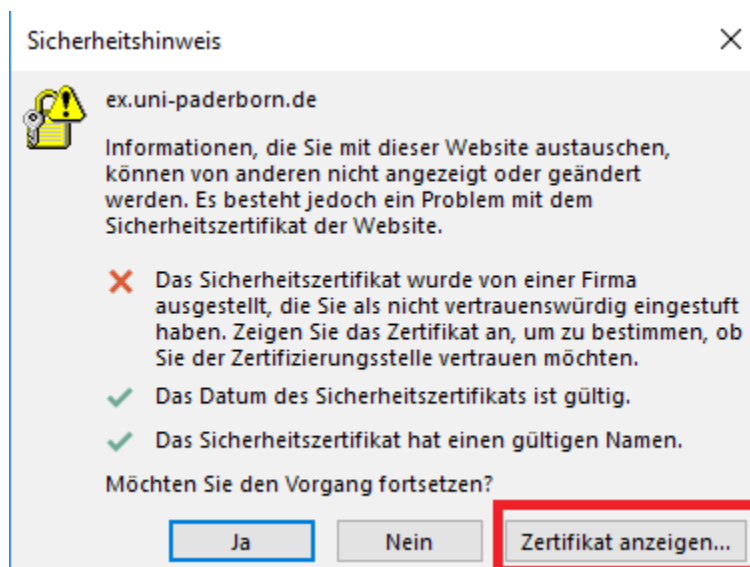 Sicherheitshinweis
ex.uni-paderborn.de
Informationen, die Sie mit dieser Website austauschen,
können von anderen nicht angezeigt oder geändert
werden. Es besteht jedoch ein Problem mit dem
Sicherheitszertifikat der Website.
Das Sicherheitszertifikat wurde von einer Firma
ausgestellt, die Sie als nicht vertrauenswürdig eingestuft
haben. Zeigen Sie das Zertifikat an, um zu bestimmen, ob
Sie der Zertifizierungsstelle vertrauen möchten.
Das Datum des Sicherheitszertifikats ist gültig.
Das Sicherheitszertifikat hat einen gültigen Namen.
Möchten Sie den Vorgang fortsetzen?
Ja Nein Zertifikat anzeigen...